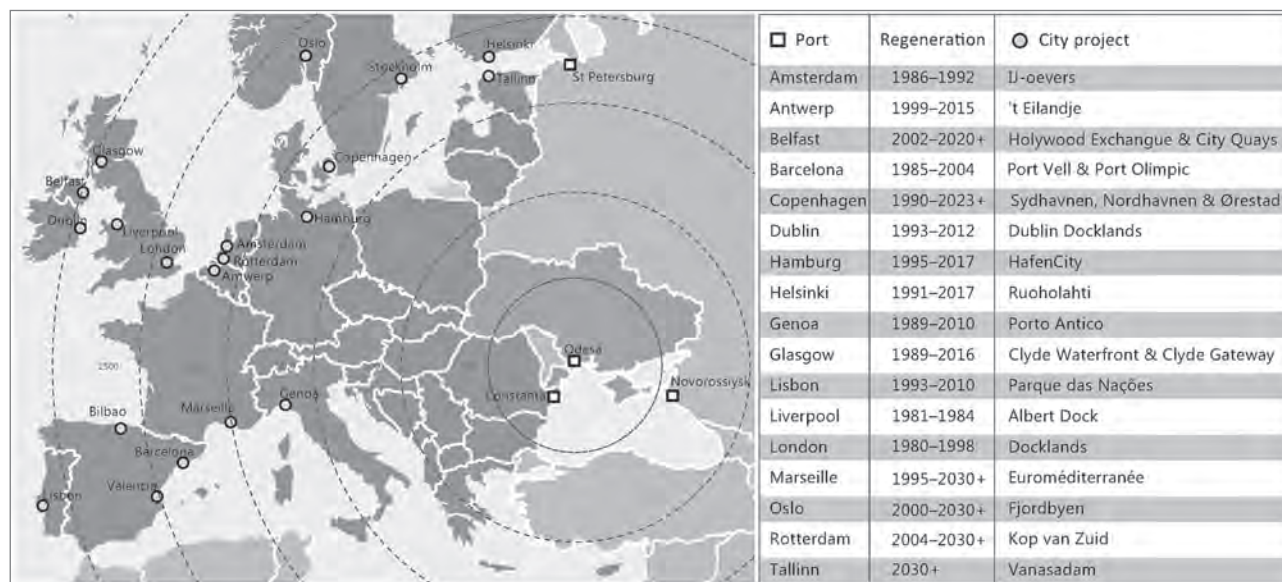 Oslo
Helsinki
Stockholm
Tallinn
St Petersburg
Glasgow
Copenhagen
Belfast
Dublin
Liverpool
Hamburg
London
Amsterdam
Rotterdam
Antwerp
2500
Odesa
Novorossiysk
Constanta
Genoa
Bilbao
Marseille
Barcelona
Valentia
Lisbon
Port Regeneration City project
Amsterdam 1986–1992 IJ-oevers
Antwerp 1999–2015 't Eilandje
Belfast 2002–2020+ Holywood Exchangue & City Quays
Barcelona 1985–2004 Port Vell & Port Olimpic
Copenhagen 1990–2023+ Sydhavnen, Nordhavnen & Ørestad
Dublin 1993–2012 Dublin Docklands
Hamburg 1995–2017 HafenCity
Helsinki 1991–2017 Ruoholahti
Genoa 1989–2010 Porto Antico
Glasgow 1989–2016 Clyde Waterfront & Clyde Gateway
Lisbon 1993–2010 Parque das Nações
Liverpool 1981–1984 Albert Dock
London 1980–1998 Docklands
Marseille 1995–2030+ Euroméditerranée
Oslo 2000–2030+ Fjordbyen
Rotterdam 2004–2030+ Kop van Zuid
Tallinn 2030+ Vanasadam